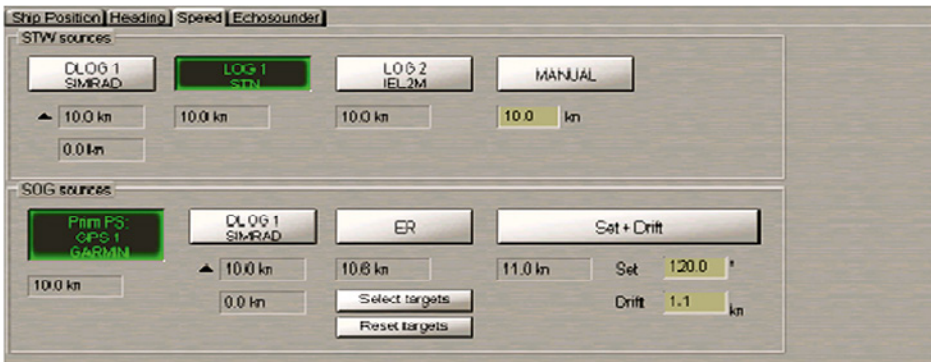 Ship Position Heading Speed Echosounder
STW sources
DLOG 1
SIMRAD
LOG 1
STN
LOG 2
IEL2M
MANUAL
10.0 kn
10.0 kn
10.0 kn
10.0 kn
0.0 kn
SOG sources
Prim PS:
GPS 1
GARMIN
DLOG 1
SIMRAD
ER
Set + Drift
10.0 kn
10.6 kn
11.0 kn
Set 120.0 °
10.0 kn
0.0 kn
Select targets
Drift 1.1 kn
Reset targets